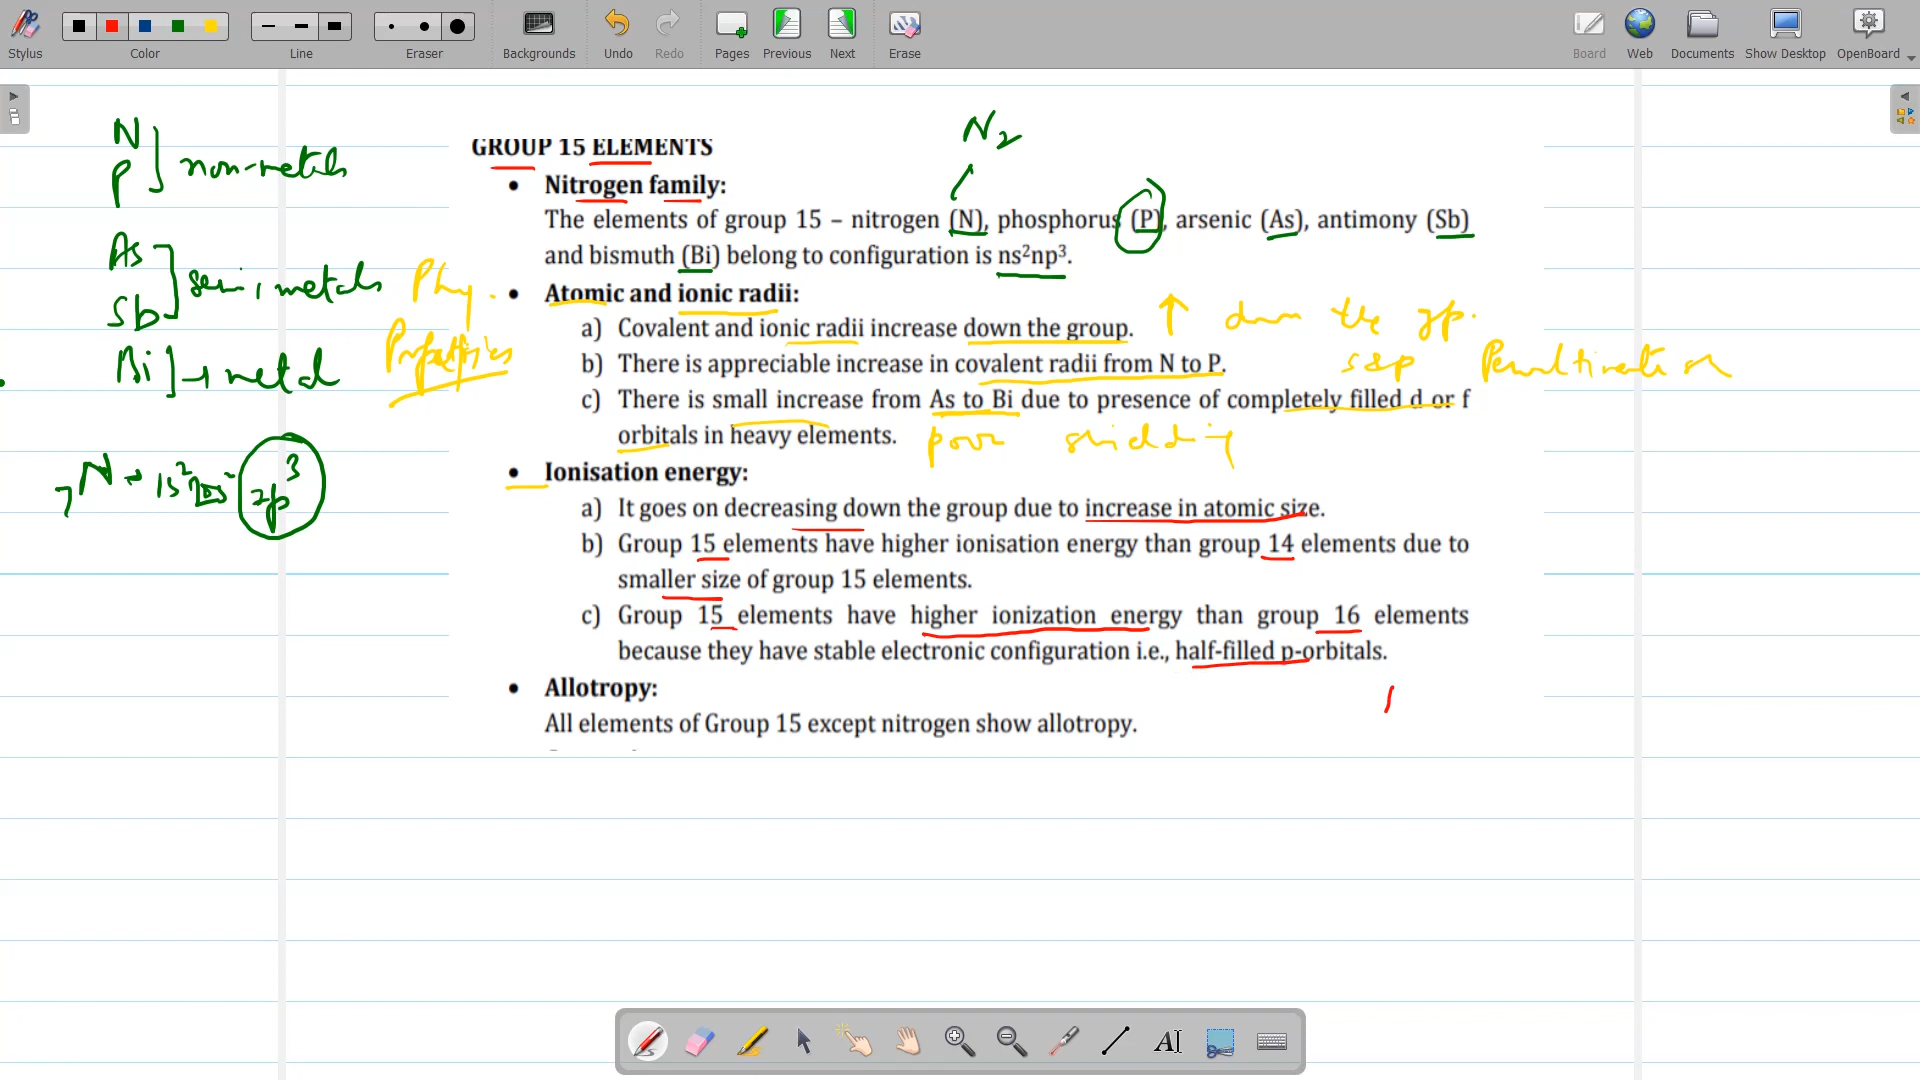 Stylus Color Line Eraser Backgrounds Undo Redo Pages Previous Next Erase Board Web Documents Show Desktop OpenBoard
N
P
non-metals
As
Sb
semi, metals
Bi → metal
7N → 1s² 2s² 2p³
Phy.
Properties
N2
GROUP 15 ELEMENTS
• Nitrogen family:
The elements of group 15 – nitrogen (N), phosphorus (P), arsenic (As), antimony (Sb)
and bismuth (Bi) belong to configuration is ns²np³.
• Atomic and ionic radii:
a) Covalent and ionic radii increase down the group.
↑ down the gp.
b) There is appreciable increase in covalent radii from N to P.
s&p
c) There is small increase from As to Bi due to presence of completely filled d or f
orbitals in heavy elements.
poor shielding
• Ionisation energy:
a) It goes on decreasing down the group due to increase in atomic size.
b) Group 15 elements have higher ionisation energy than group 14 elements due to
smaller size of group 15 elements.
c) Group 15 elements have higher ionization energy than group 16 elements
because they have stable electronic configuration i.e., half-filled p-orbitals.
• Allotropy:
All elements of Group 15 except nitrogen show allotropy.